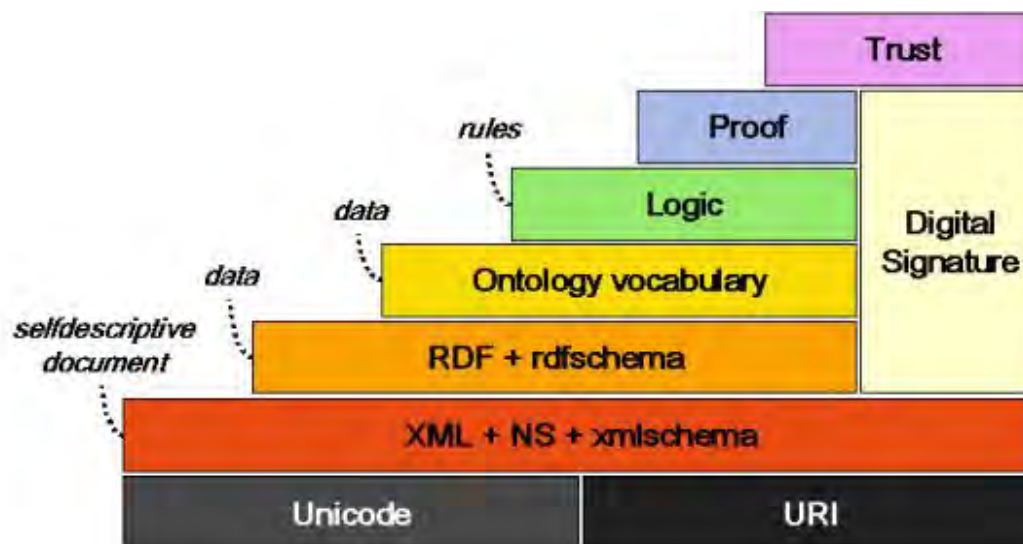 Trust
rules
Proof
data
Logic
Digital
Signature
data
Ontology vocabulary
selfdescriptive
document
RDF + rdfschema
XML + NS + xmlschema
Unicode
URI